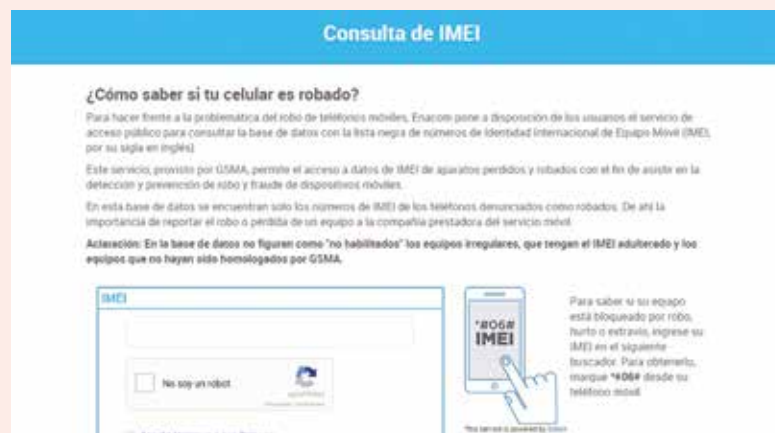 Consulta de IMEI
¿Cómo saber si tu celular es robado?
Para hacer frente a la problemática del robo de teléfonos móviles, Enacom pone a disposición de los usuarios el servicio de
acceso público para consultar la base de datos con la lista negra de números de Identidad Internacional de Equipo Móvil (IMEI,
por su sigla en inglés)
Este servicio, provisto por GSMA, permite el acceso a datos de IMEI de aparatos perdidos y robados con el fin de asistir en la
detección y prevención de robo y fraude de dispositivos móviles.
En esta base de datos se encuentran solo los números de IMEI de los teléfonos denunciados como robados. De ahí la
importancia de reportar el robo o pérdida de un equipo a la compañía prestadora del servicio móvil
Aclaración: En la base de datos no figuran como "no habilitados" los equipos irregulares, que tengan el IMEI adulterado y los
equipos que no hayan sido homologados por GSMA.
IMEI
No soy un robot
*#06#
IMEI
Para saber si su equipo
está bloqueado por robo,
hurto o extravío, ingrese su
IMEI en el siguiente
buscador. Para obtenerlo,
marque *#06# desde su
teléfono móvil
This service is powered by